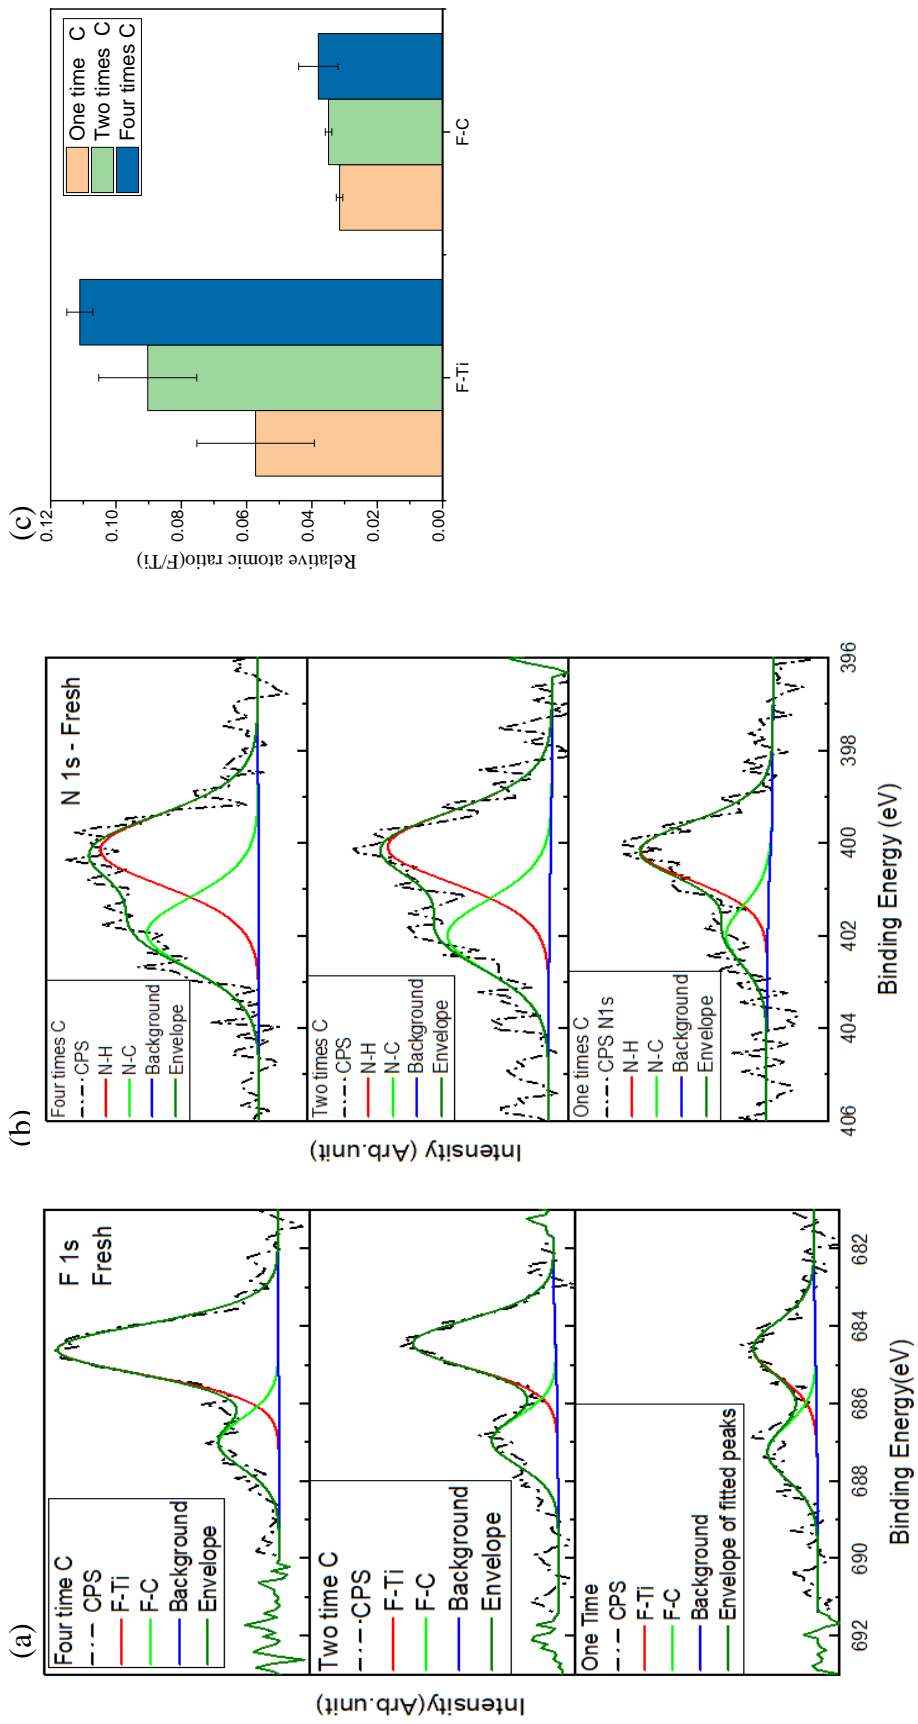 (a)
F 1s
Fresh
Four time C
CPS
F-Ti
F-C
Background
Envelope
Two time C
CPS
F-Ti
F-C
Background
Envelope
One Time
CPS
F-Ti
F-C
Background
Envelope of fitted peaks
Intensity(Arb.unit)
692 690 688 686 684 682
Binding Energy(eV)
(b)
N 1s - Fresh
Four times C
CPS
N-H
N-C
Background
Envelope
Two times C
CPS
N-H
N-C
Background
Envelope
One times C
CPS N1s
N-H
N-C
Background
Envelope
Intensity (Arb.unit)
406 404 402 400 398 396
Binding Energy (eV)
(c)
One time C
Two times C
Four times C
Relative atomic ratio(F/Ti)
0.12
0.10
0.08
0.06
0.04
0.02
0.00
F-Ti F-C